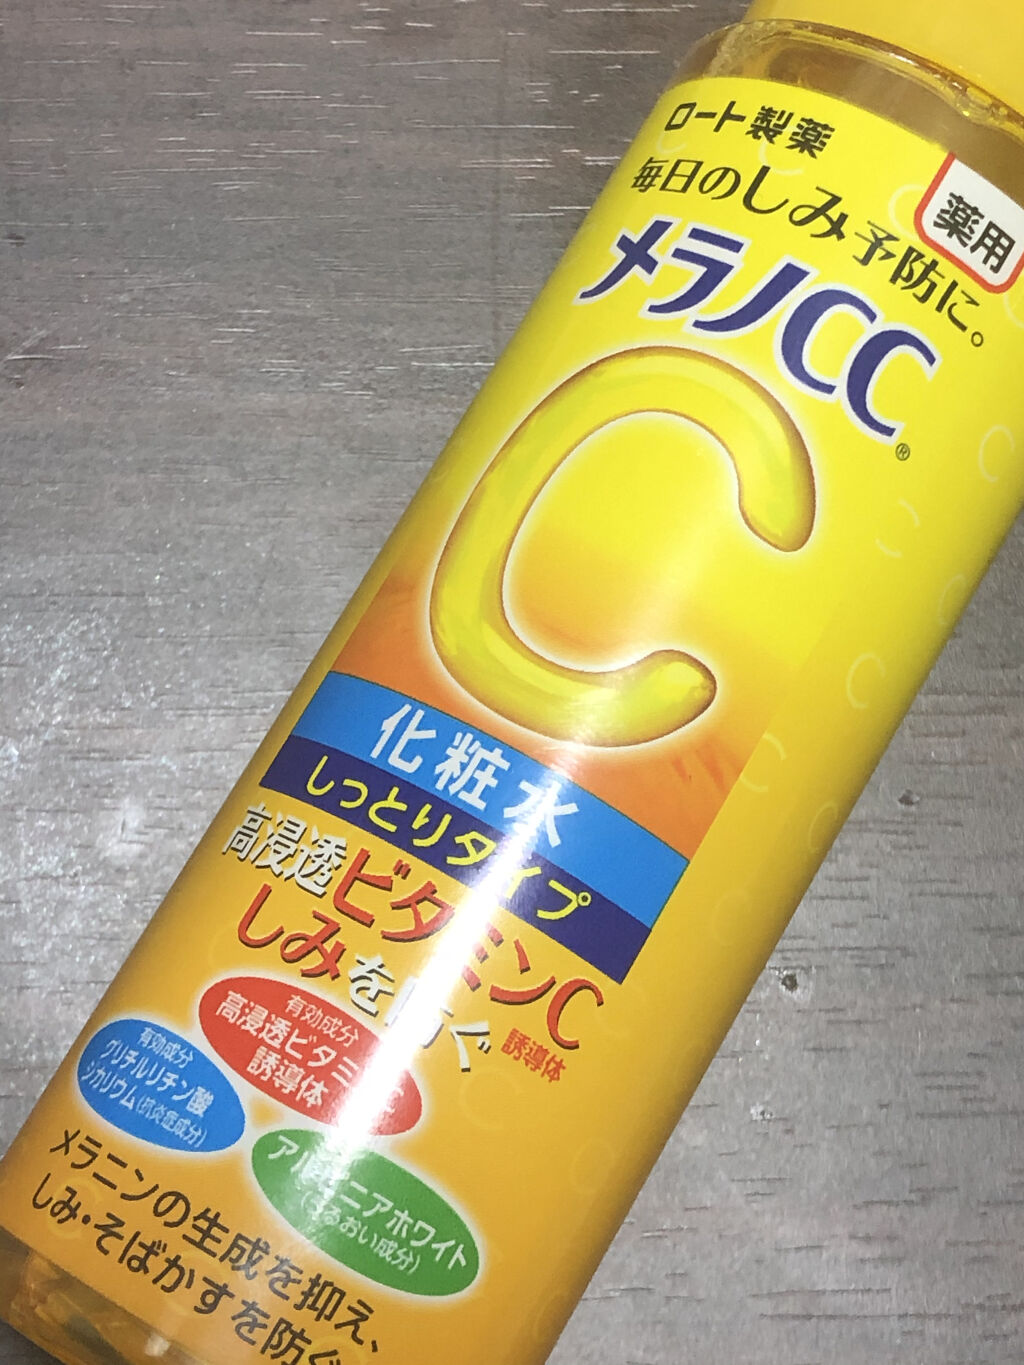 ロート製薬
薬用
毎日のしみ予防に。
メラノCC®
C
化粧水
しっとりタイプ
高浸透ビタミンC
誘導体
しみを防ぐ
有効成分
高浸透ビタミンC
誘導体
有効成分
グリチルリチン酸
ジカリウム(抗炎症成分)
アルピニアホワイト
(うるおい成分)
メラニンの生成を抑え、
しみ・そばかすを防ぐ